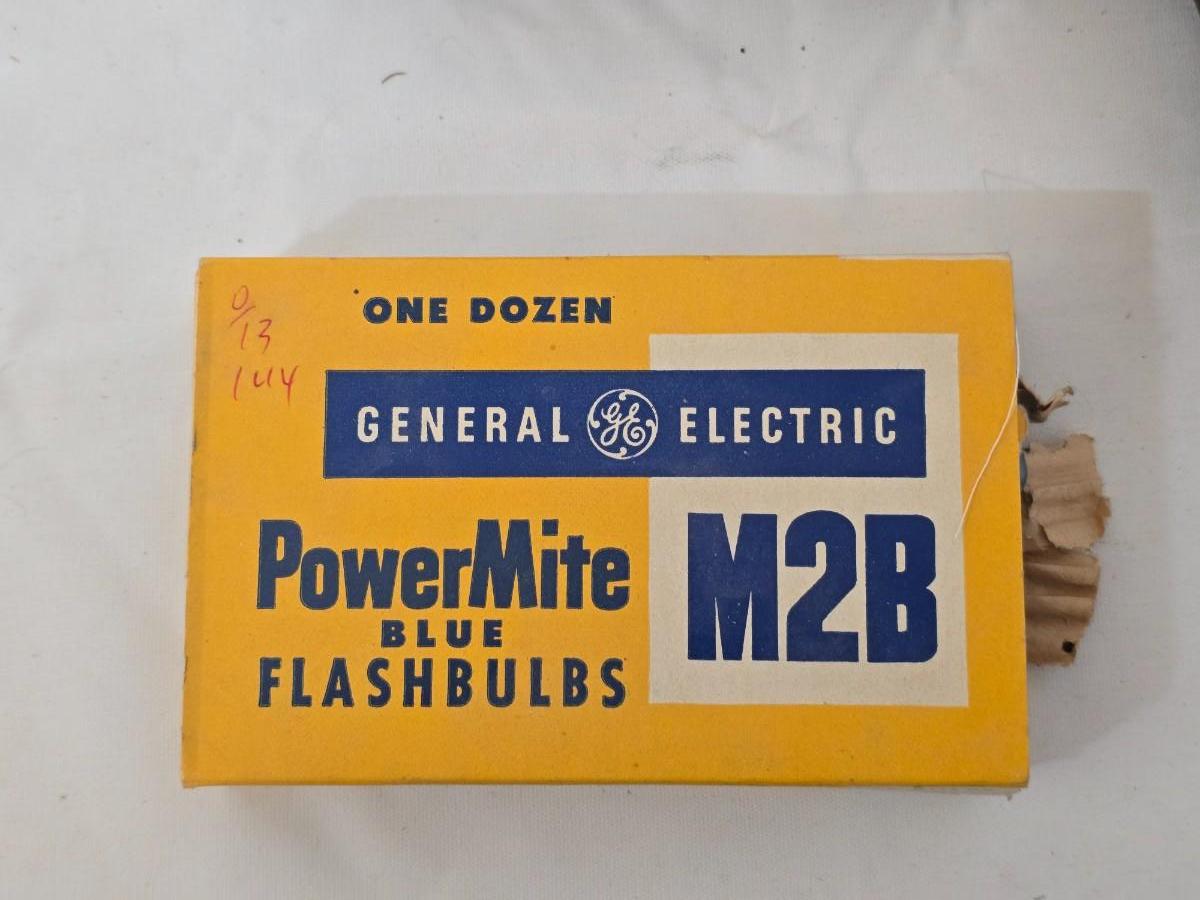 ONE DOZEN
0/13
144
GENERAL GE ELECTRIC
PowerMite
BLUE
FLASHBULBS
M2B